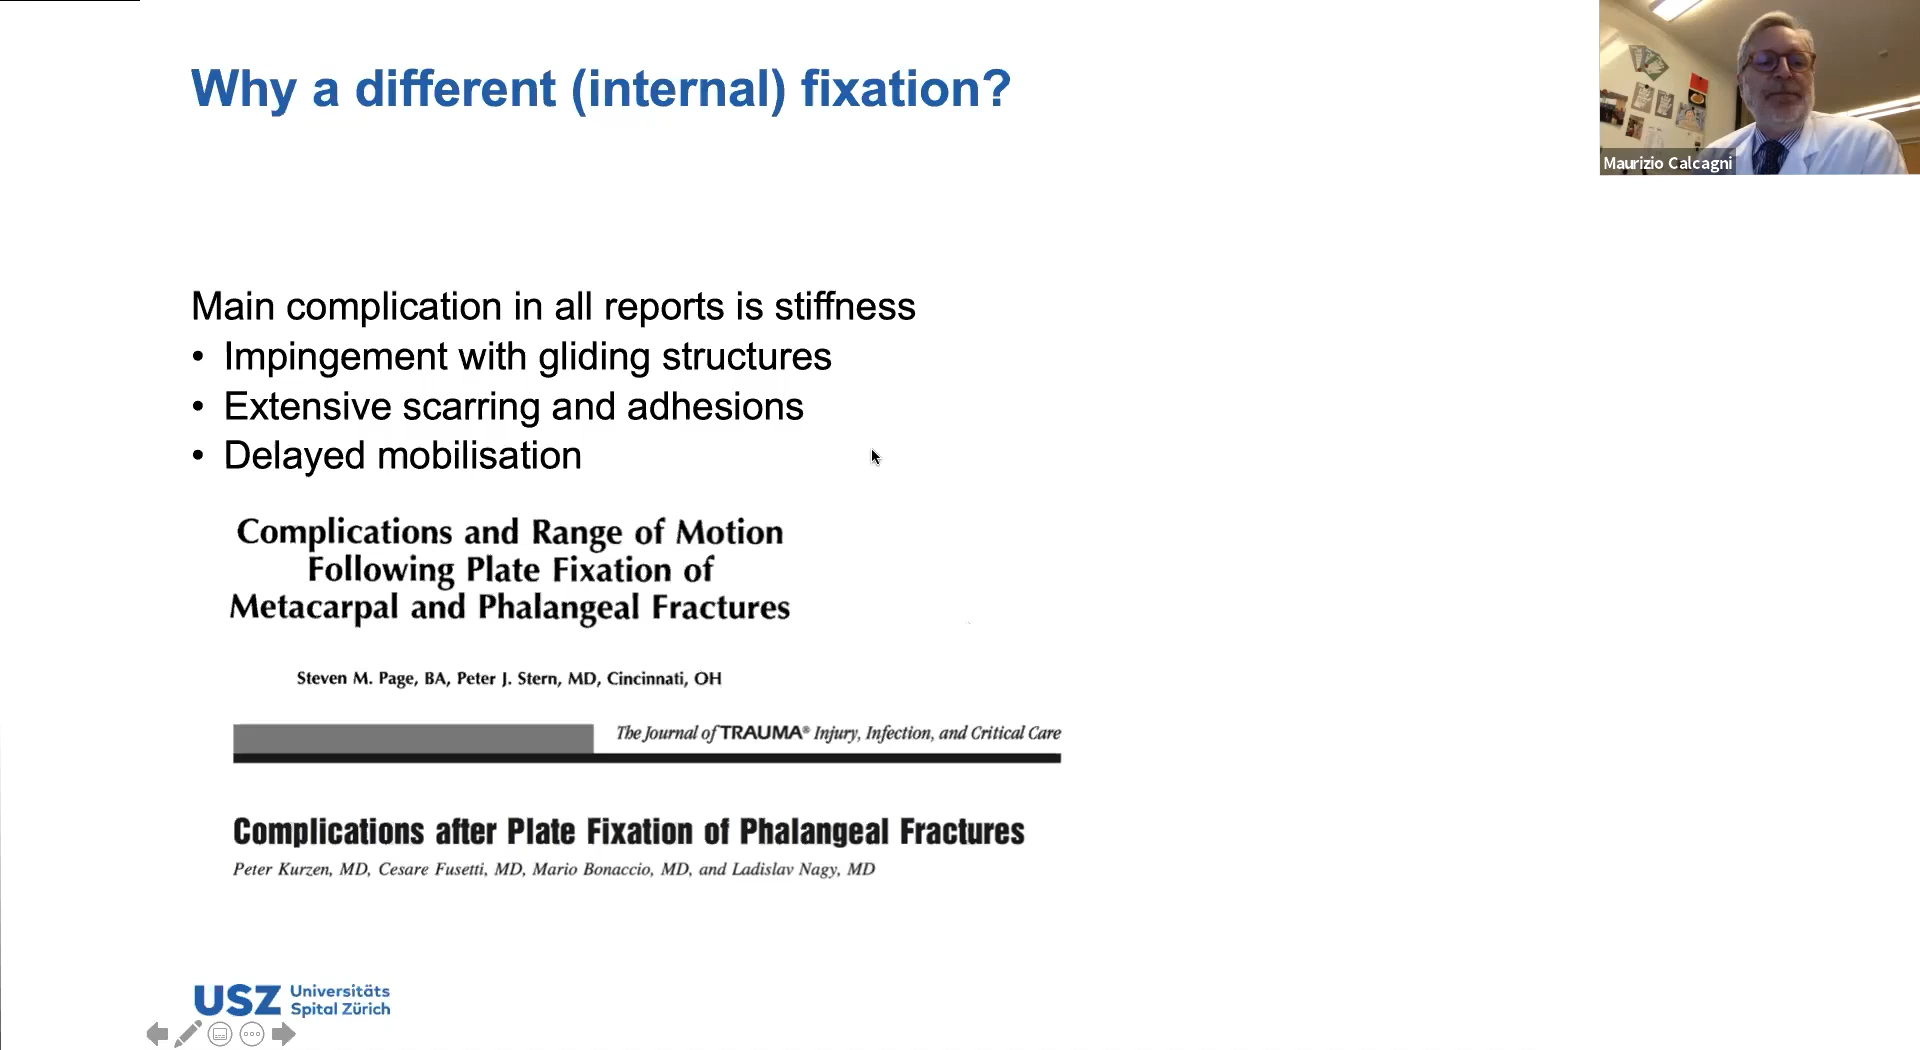 Why a different (internal) fixation?
Maurizio Calcagni
Main complication in all reports is stiffness
• Impingement with gliding structures
• Extensive scarring and adhesions
• Delayed mobilisation
Complications and Range of Motion
Following Plate Fixation of
Metacarpal and Phalangeal Fractures
Steven M. Page, BA, Peter J. Stern, MD, Cincinnati, OH
The Journal of TRAUMA® Injury, Infection, and Critical Care
Complications after Plate Fixation of Phalangeal Fractures
Peter Kurzen, MD, Cesare Fusetti, MD, Mario Bonaccio, MD, and Ladislav Nagy, MD
USZ Universitäts
Spital Zürich